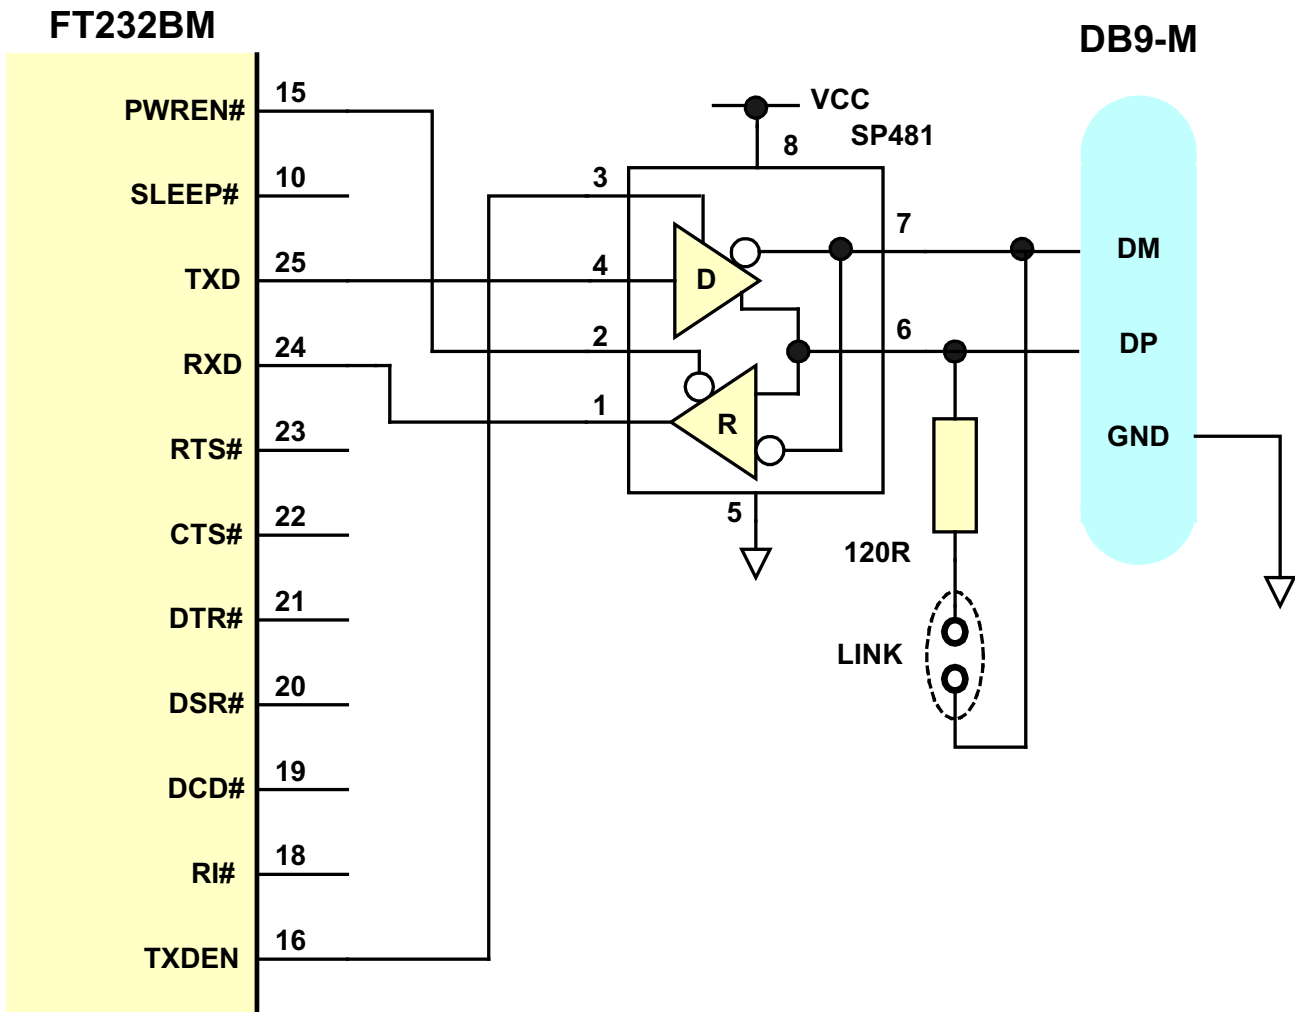 FT232BM
DB9-M
PWREN#
15
VCC
SP481
8
SLEEP#
10
3
7
DM
TXD
25
4
D
6
DP
RXD
24
2
1
R
GND
RTS#
23
5
CTS#
22
120R
DTR#
21
LINK
DSR#
20
DCD#
19
RI#
18
TXDEN
16